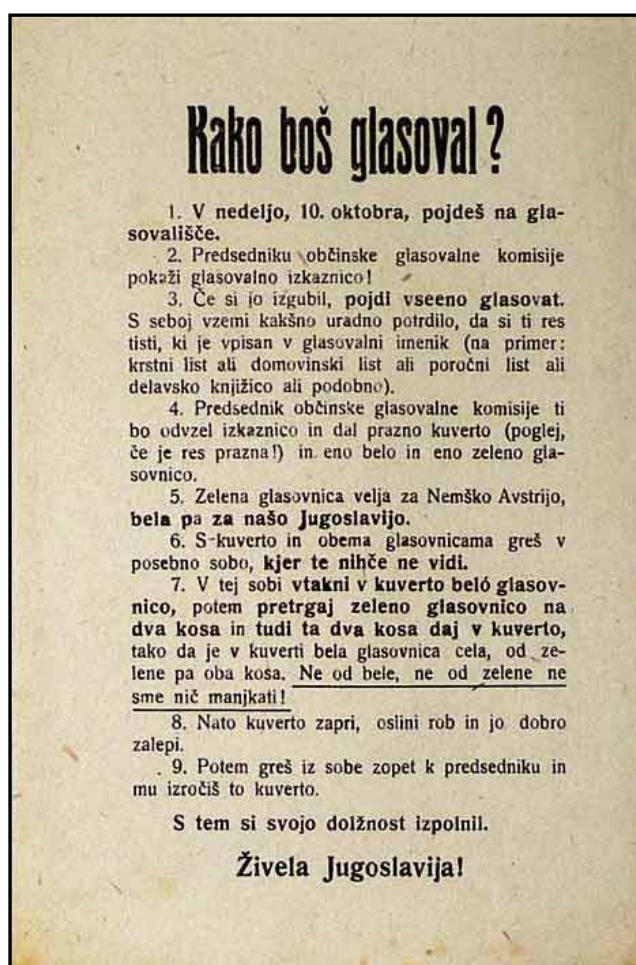 Kako boš glasoval?
1. V nedeljo, 10. oktobra, pojdeš na gla-
sovališče.
2. Predsedniku občinske glasovalne komisije
pokaži glasovalno izkaznico!
3. Če si jo izgubil, pojdi vseeno glasovat.
S seboj vzemi kakšno uradno potrdilo, da si ti res
tisti, ki je vpisan v glasovalni imenik (na primer:
krstni list ali domovinski list ali poročni list ali
delavsko knjižico ali podobno).
4. Predsednik občinske glasovalne komisije ti
bo odvzel izkaznico in dal prazno kuverto (poglej,
če je res prazna!) in eno belo in eno zeleno gla-
sovnico.
5. Zelena glasovnica velja za Nemško Avstrijo,
bela pa za našo Jugoslavijo.
6. S kuverto in obema glasovnicama greš v
posebno sobo, kjer te nihče ne vidi.
7. V tej sobi vtakni v kuverto beló glasov-
nico, potem pretrgaj zeleno glasovnico na
dva kosa in tudi ta dva kosa daj v kuverto,
tako da je v kuverti bela glasovnica cela, od ze-
lene pa oba kosa. Ne od bele, ne od zelene ne
sme nič manjkati!
8. Nato kuverto zapri, oslini rob in jo dobro
zalepi.
9. Potem greš iz sobe zopet k predsedniku in
mu izročiš to kuverto.
S tem si svojo dolžnost izpolnil.
Živela Jugoslavija!